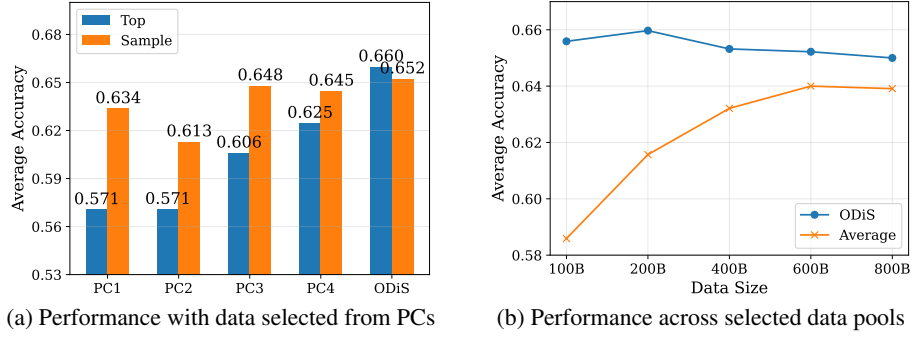 Top
Sample
Average Accuracy
0.68
0.65
0.62
0.59
0.56
0.53
0.571
0.634
0.571
0.613
0.606
0.648
0.625
0.645
0.660
0.652
PC1 PC2 PC3 PC4 ODiS
(a) Performance with data selected from PCs
Average Accuracy
0.66
0.64
0.62
0.60
0.58
ODiS
Average
100B 200B 400B 600B 800B
Data Size
(b) Performance across selected data pools